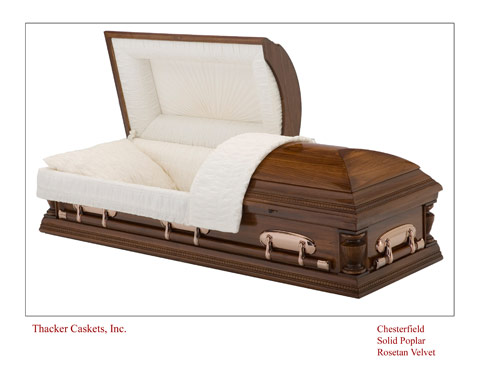 Thacker Caskets, Inc.
Chesterfield
Solid Poplar
Rosetan Velvet